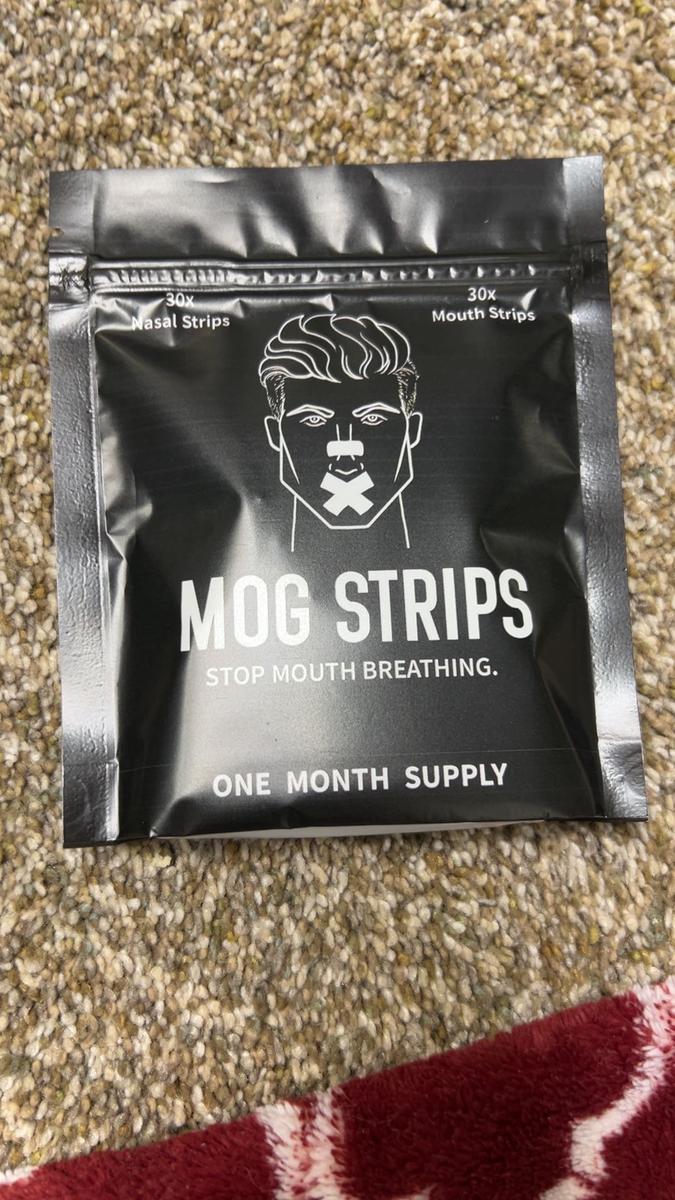 30x
Nasal Strips
30x
Mouth Strips
MOG STRIPS
STOP MOUTH BREATHING.
ONE MONTH SUPPLY